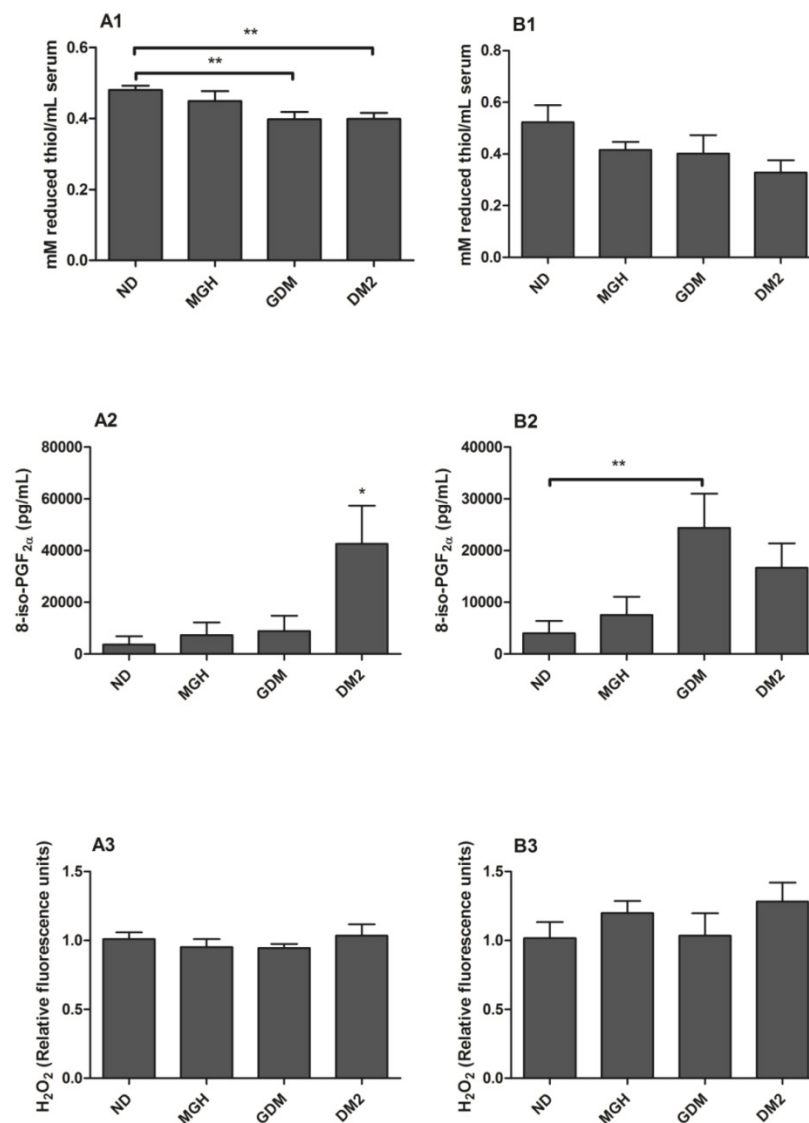 A1
mM reduced thiol/mL serum
0.6
0.4
0.2
0.0
**
**
ND
MGH
GDM
DM2
B1
mM reduced thiol/mL serum
0.8
0.6
0.4
0.2
0.0
ND
MGH
GDM
DM2
A2
8-iso-PGF2α (pg/mL)
80000
60000
40000
20000
0
*
ND
MGH
GDM
DM2
B2
8-iso-PGF2α (pg/mL)
40000
30000
20000
10000
0
**
ND
MGH
GDM
DM2
A3
H2O2 (Relative fluorescence units)
1.5
1.0
0.5
0.0
ND
MGH
GDM
DM2
B3
H2O2 (Relative fluorescence units)
1.5
1.0
0.5
0.0
ND
MGH
GDM
DM2